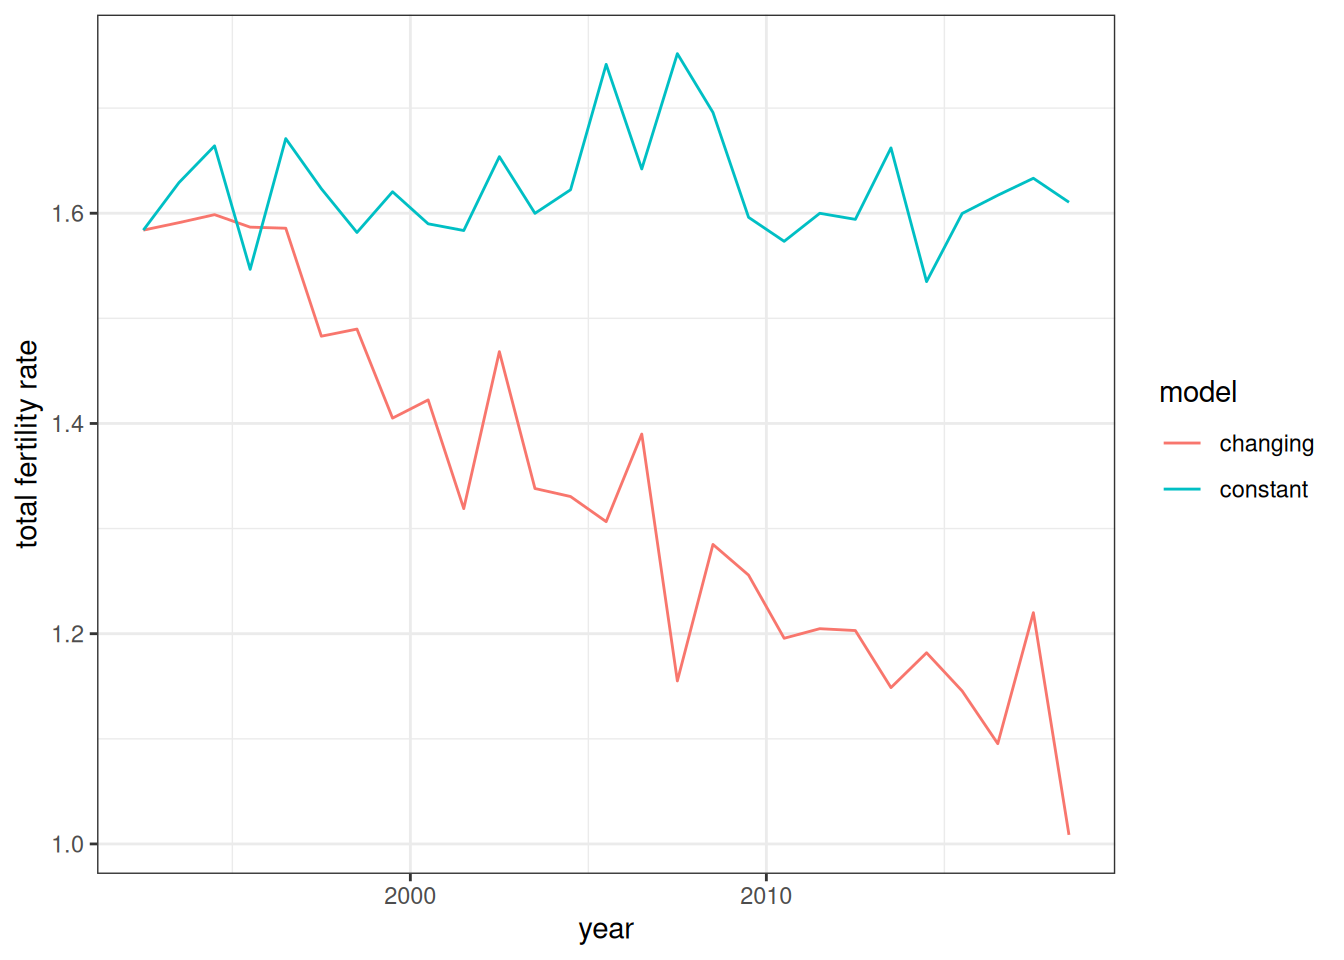 total fertility rate
1.6
1.4
1.2
1.0
2000
2010
year
model
changing
constant